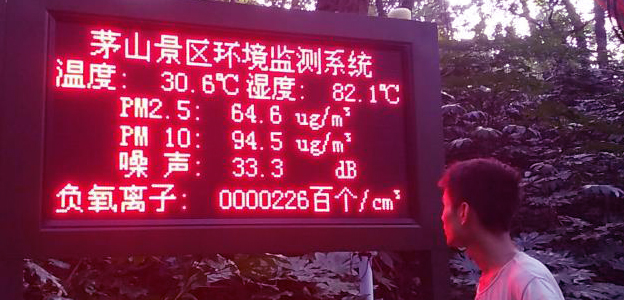 茅山景区环境监测系统
温度: 30.6℃ 湿度: 82.1℃
PM2.5: 64.6 ug/m³
PM 10: 94.5 ug/m³
噪声: 33.3 dB
负氧离子: 0000226百个/cm³